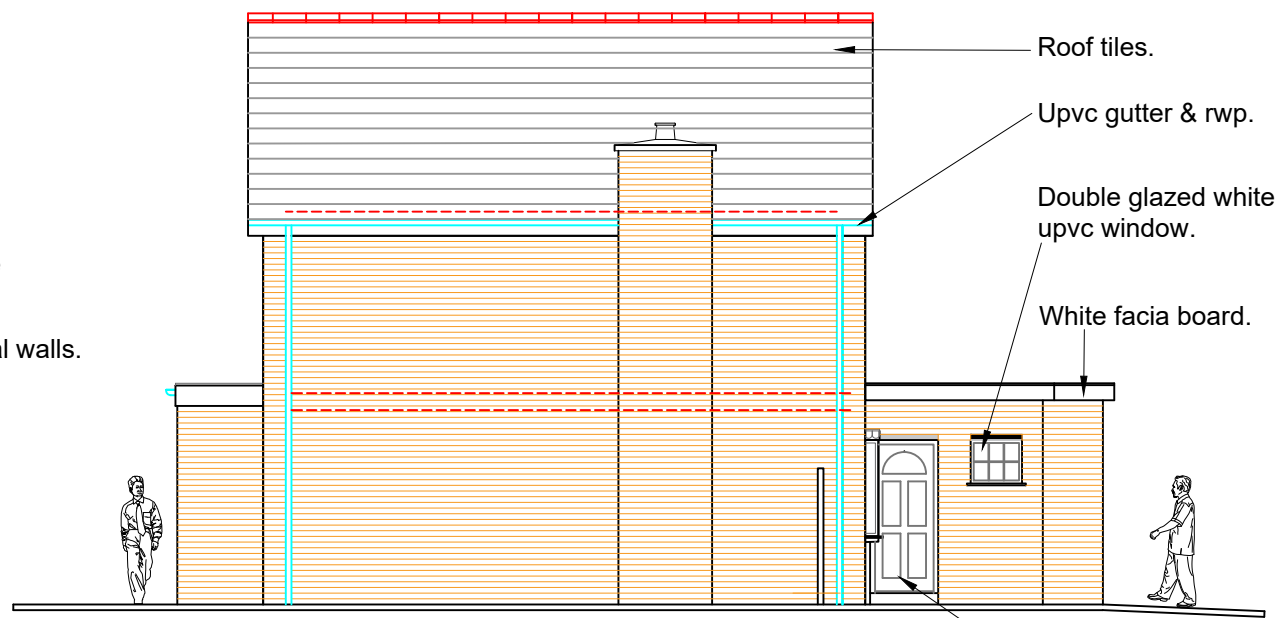 Roof tiles.
Upvc gutter & rwp.
Double glazed white
upvc window.
White facia board.
al walls.